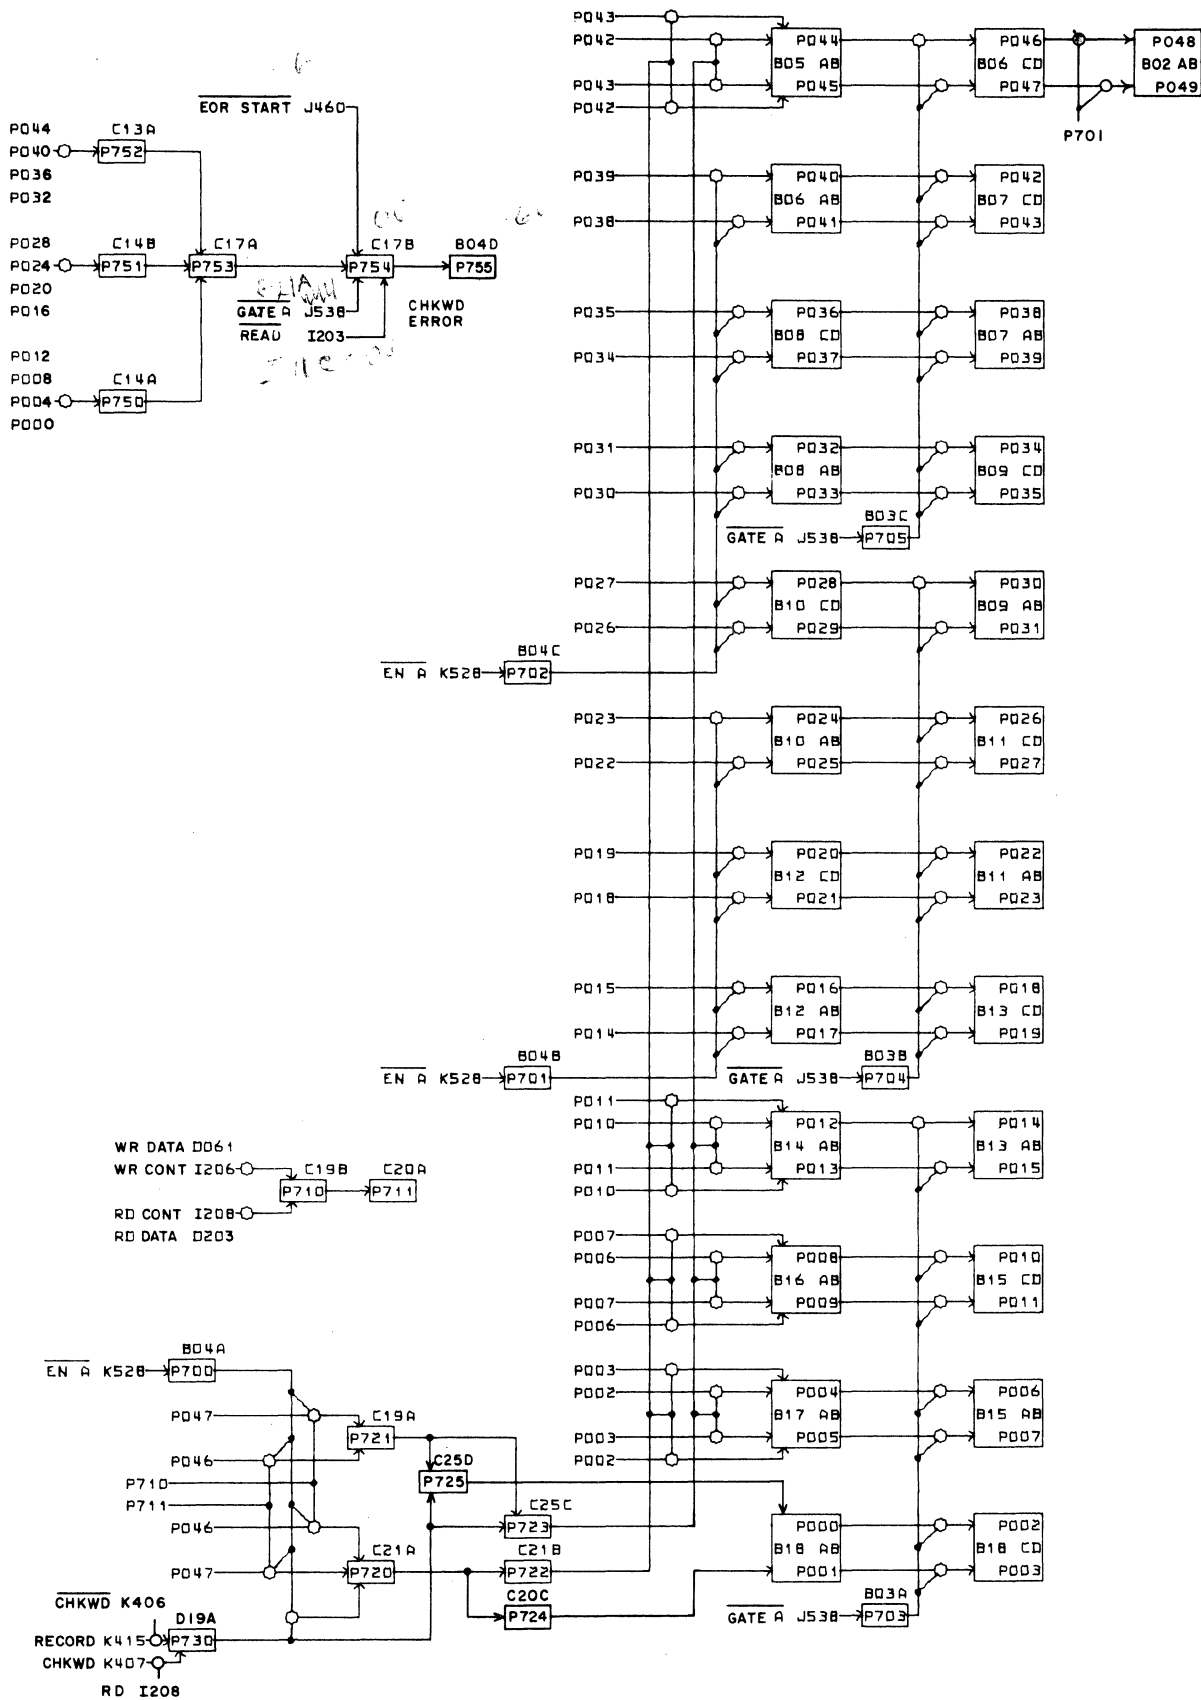 P043
P042
P043
P042
P044
B05 AB
P045
P046
B06 CD
P047
P048
B02 AB
P049
P701
EOR START J460
P044
P040
P036
P032
C13A
P752
P028
P024
P020
P016
C14B
P751
C17A
P753
C17B
P754
B04D
P755
GATE A J538
READ I203
CHKWD
ERROR
P012
P008
P004
P000
C14A
P750
P039
P038
P040
B06 AB
P041
P042
B07 CD
P043
P035
P034
P036
B08 CD
P037
P038
B07 AB
P039
P031
P030
P032
B08 AB
P033
P034
B09 CD
P035
GATE A J538
B03C
P705
P027
P026
P028
B10 CD
P029
P030
B09 AB
P031
EN A K528
B04C
P702
P023
P022
P024
B10 AB
P025
P026
B11 CD
P027
P019
P018
P020
B12 CD
P021
P022
B11 AB
P023
P015
P014
P016
B12 AB
P017
P018
B13 CD
P019
EN A K528
B04B
P701
GATE A J538
B03B
P704
P011
P010
P011
P010
P012
B14 AB
P013
P014
B13 AB
P015
WR DATA D061
WR CONT I206
RD CONT I208
RD DATA D203
C19B
P710
C20A
P711
P007
P006
P007
P006
P008
B16 AB
P009
P010
B15 CD
P011
EN A K528
B04A
P700
P003
P002
P003
P002
P004
B17 AB
P005
P006
B15 AB
P007
P047
P046
P710
P711
P046
P047
C19A
P721
C25D
P725
C25C
P723
C21A
P720
C21B
P722
C20C
P724
P000
B18 AB
P001
P002
B18 CD
P003
GATE A J538
B03A
P703
CHKWD K406
RECORD K415
CHKWD K407
RD I208
D19A
P730